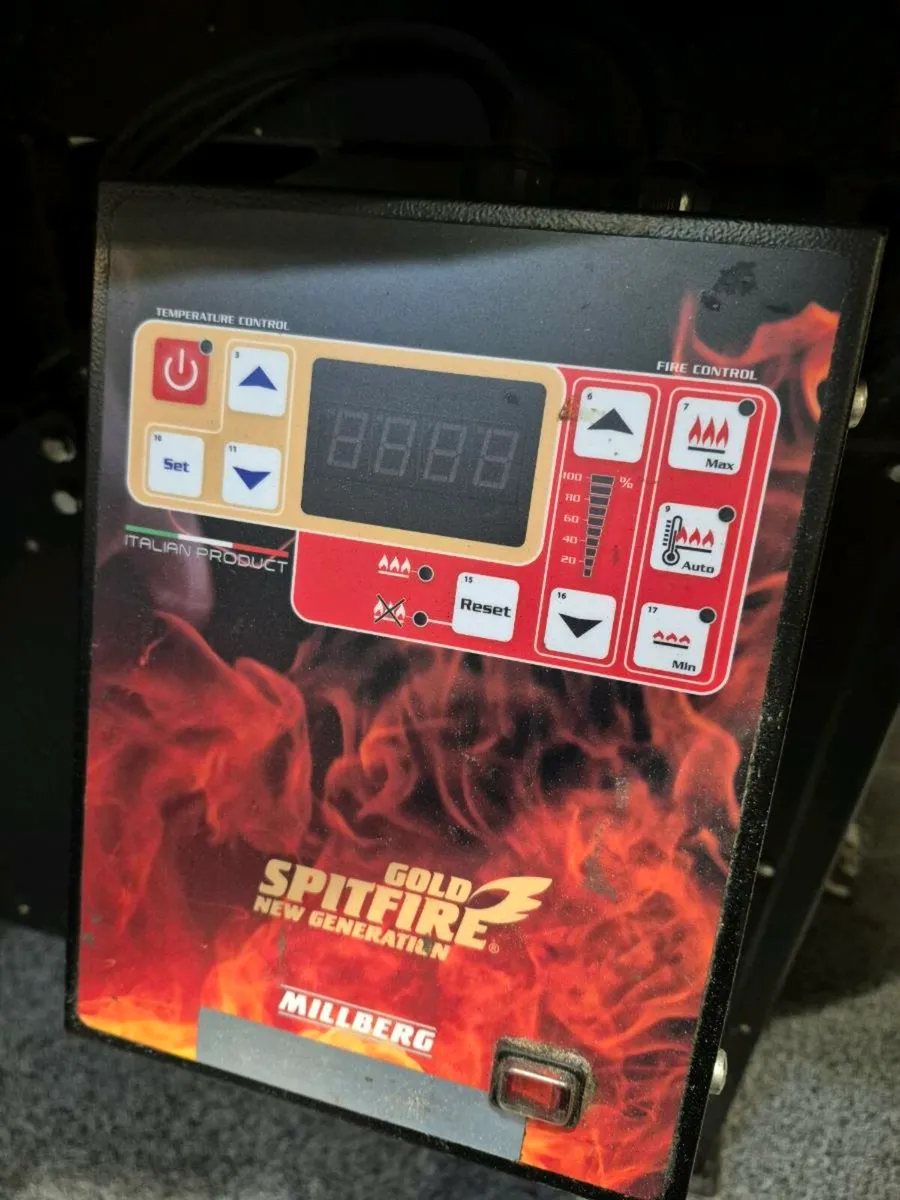 TEMPERATURE CONTROL
FIRE CONTROL
3
6
7
Max
10
Set
11
100
%
80
60
40
20
9
Auto
ITALIAN PRODUCT
15
Reset
16
17
Min
GOLD
SPITFIRE
NEW GENERATION
®
MILLBERG